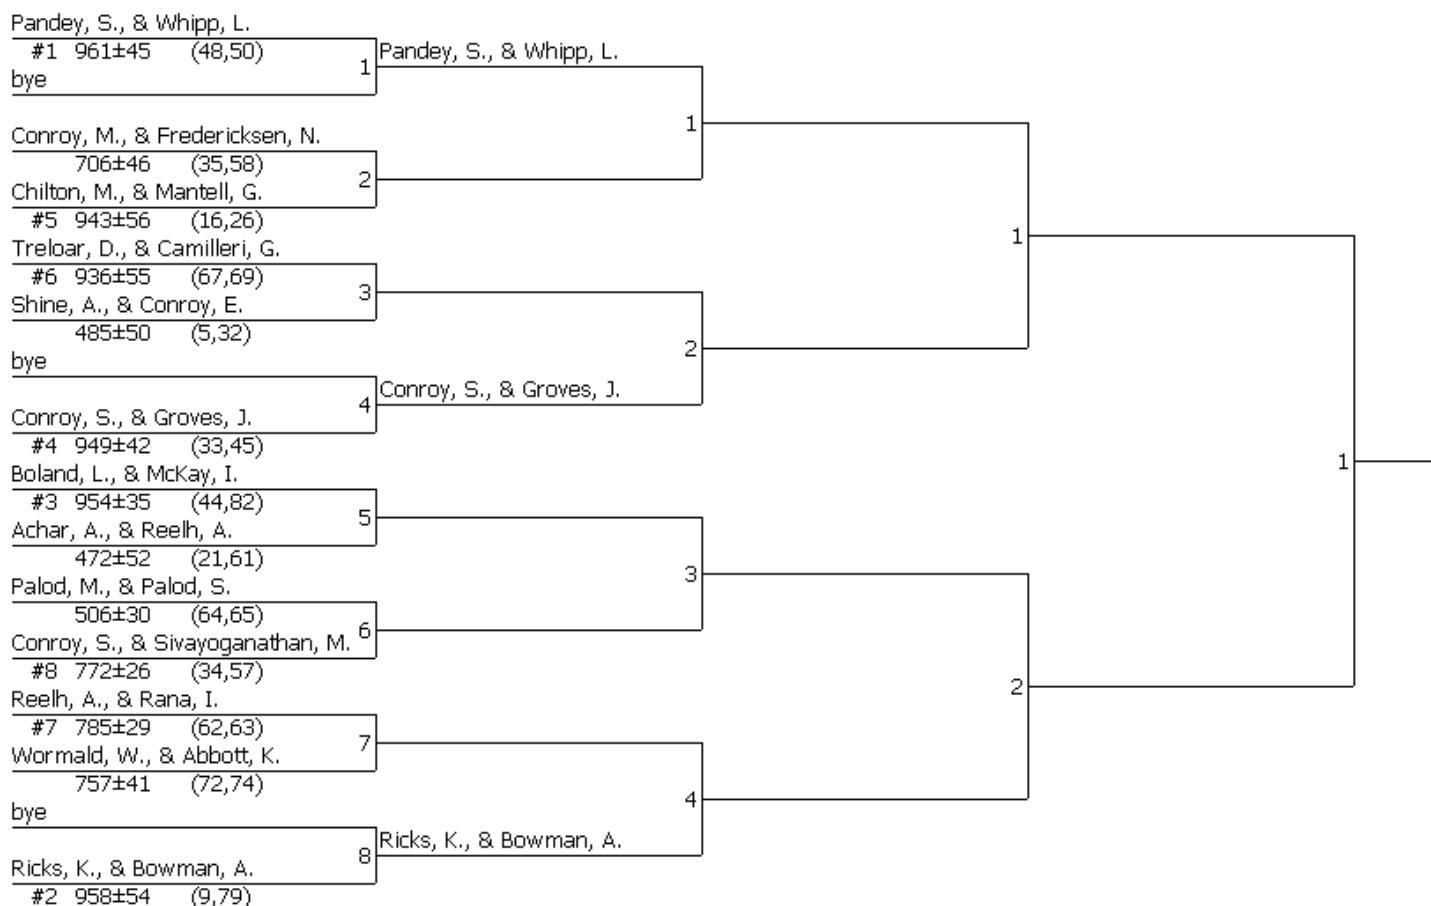 Pandey, S., & Whipp, L.
#1 961±45 (48,50)
1
Pandey, S., & Whipp, L.
bye
1
Conroy, M., & Fredericksen, N.
706±46 (35,58)
2
Chilton, M., & Mantell, G.
#5 943±56 (16,26)
1
Treloar, D., & Camilleri, G.
#6 936±55 (67,69)
3
Shine, A., & Conroy, E.
485±50 (5,32)
2
bye
4
Conroy, S., & Groves, J.
Conroy, S., & Groves, J.
#4 949±42 (33,45)
1
Boland, L., & McKay, I.
#3 954±35 (44,82)
5
Achar, A., & Reelh, A.
472±52 (21,61)
3
Palod, M., & Palod, S.
506±30 (64,65)
6
Conroy, S., & Sivayoganathan, M.
#8 772±26 (34,57)
2
Reelh, A., & Rana, I.
#7 785±29 (62,63)
7
Wormald, W., & Abbott, K.
757±41 (72,74)
4
bye
8
Ricks, K., & Bowman, A.
Ricks, K., & Bowman, A.
#2 958±54 (9,79)